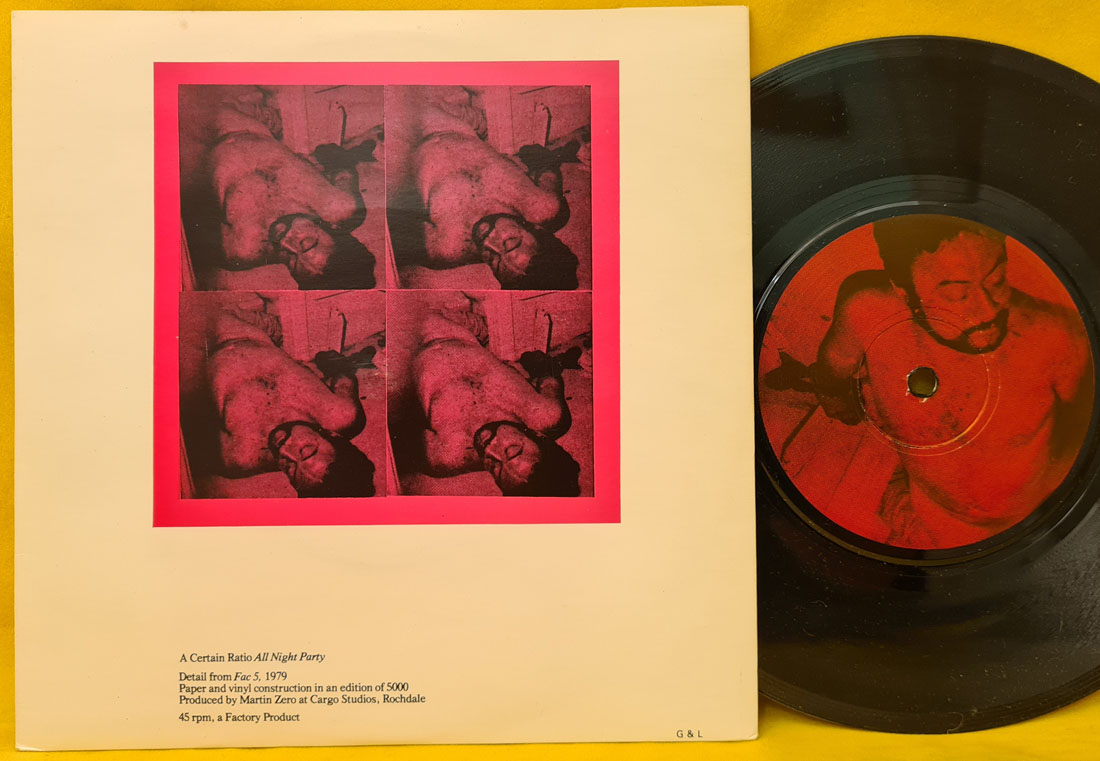 A Certain Ratio All Night Party
Detail from Fac 5, 1979
Paper and vinyl construction in an edition of 5000
Produced by Martin Zero at Cargo Studios, Rochdale
45 rpm, a Factory Product
G & L